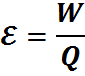 ℰ = W/Q